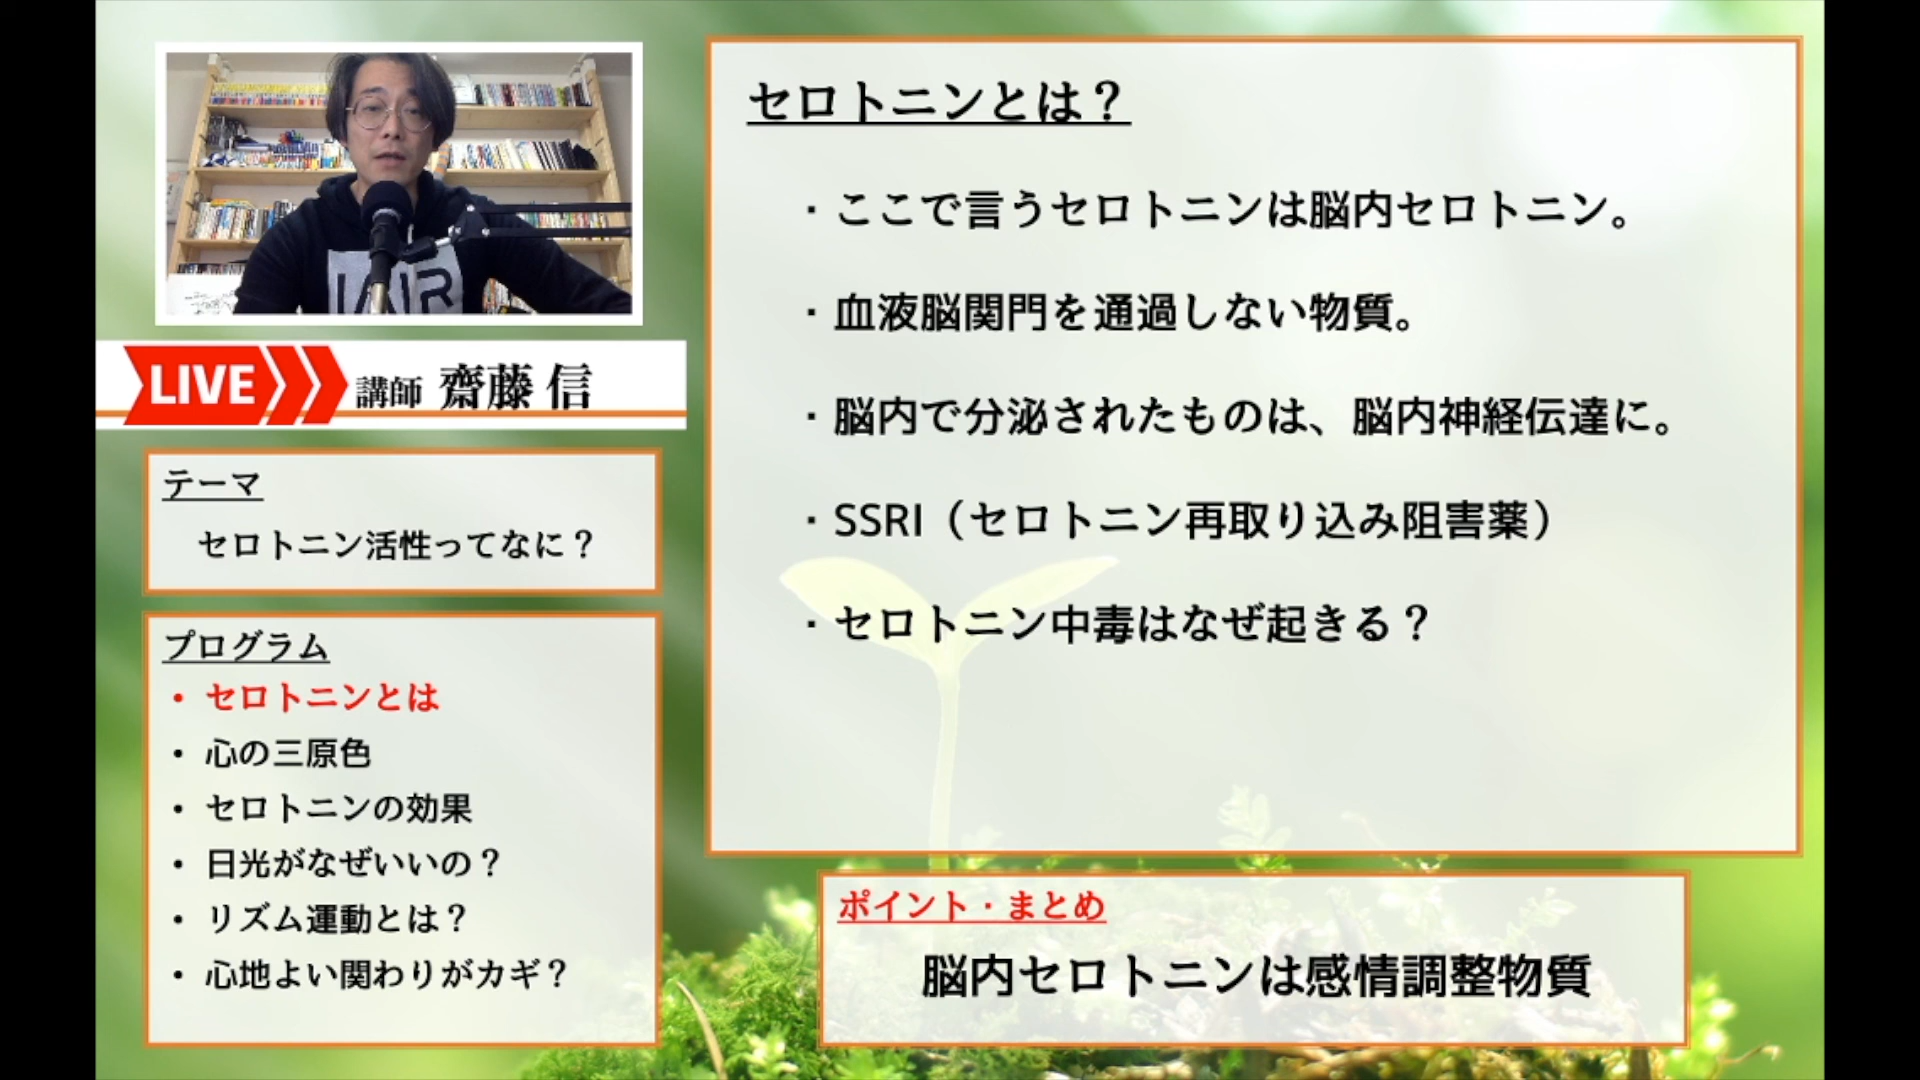 LIVE 講師 齋藤 信
テーマ
セロトニン活性ってなに？
プログラム
・セロトニンとは
・心の三原色
・セロトニンの効果
・日光がなぜいいの？
・リズム運動とは？
・心地よい関わりがカギ？
セロトニンとは？
・ここで言うセロトニンは脳内セロトニン。
・血液脳関門を通過しない物質。
・脳内で分泌されたものは、脳内神経伝達に。
・SSRI（セロトニン再取り込み阻害薬）
・セロトニン中毒はなぜ起きる？
ポイント・まとめ
脳内セロトニンは感情調整物質